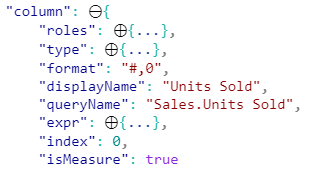 "column": ⊖{
"roles": ⊕{...},
"type": ⊕{...},
"format": "#,0",
"displayName": "Units Sold",
"queryName": "Sales.Units Sold",
"expr": ⊕{...},
"index": 0,
"isMeasure": true